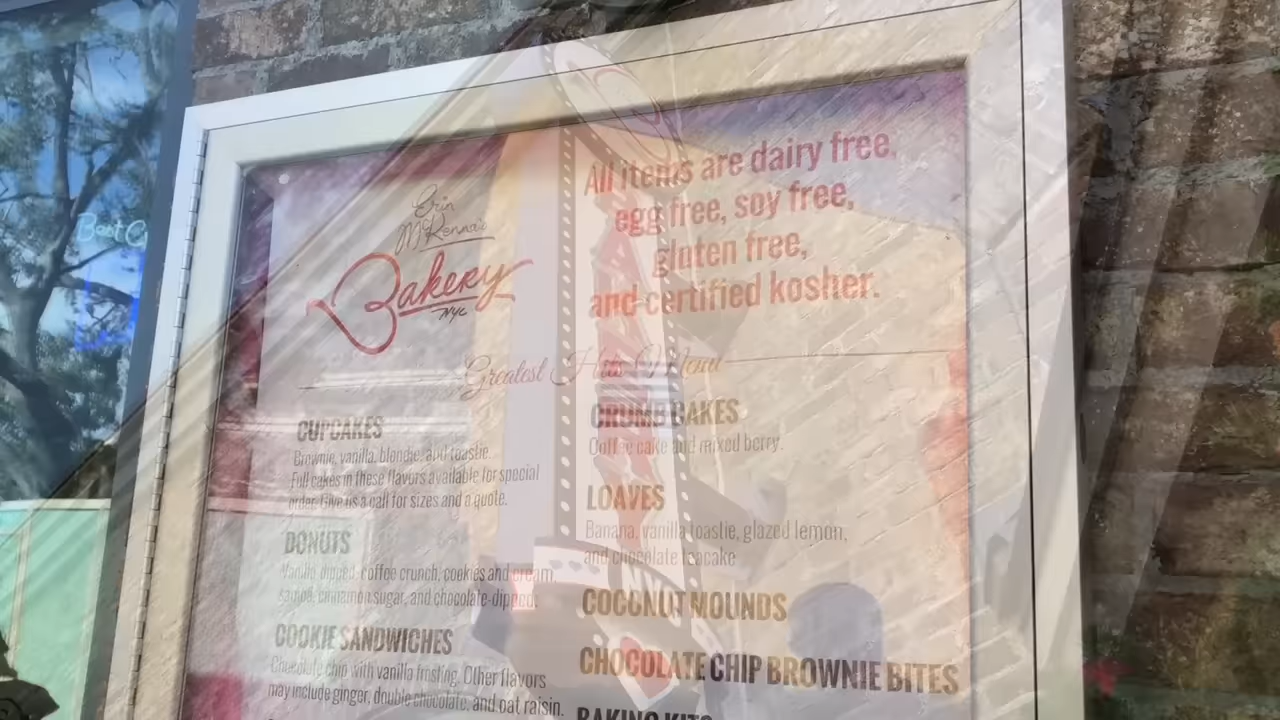 Best
Erin
McKenna's
Bakery
NYC
All items are dairy free,
egg free, soy free,
gluten free,
and certified kosher.
Greatest Hits Menu
CUPCAKES
Brownie, vanilla, blondie, and toastie.
Full cakes in these flavors available for special
order. Give us a call for sizes and a quote.
DONUTS
Vanilla dipped, coffee crunch, cookies and cream,
samoa, cinnamon sugar, and chocolate-dipped.
COOKIE SANDWICHES
Chocolate chip with vanilla frosting. Other flavors
may include ginger, double chocolate, and oat raisin.
CRUMB CAKES
Coffee cake and mixed berry.
LOAVES
Banana, vanilla toastie, glazed lemon,
and chocolate teacake
COCONUT MOUNDS
CHOCOLATE CHIP BROWNIE BITES
BAKING KITS